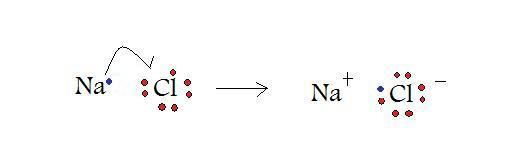 Na Cl → Na⁺ Cl⁻